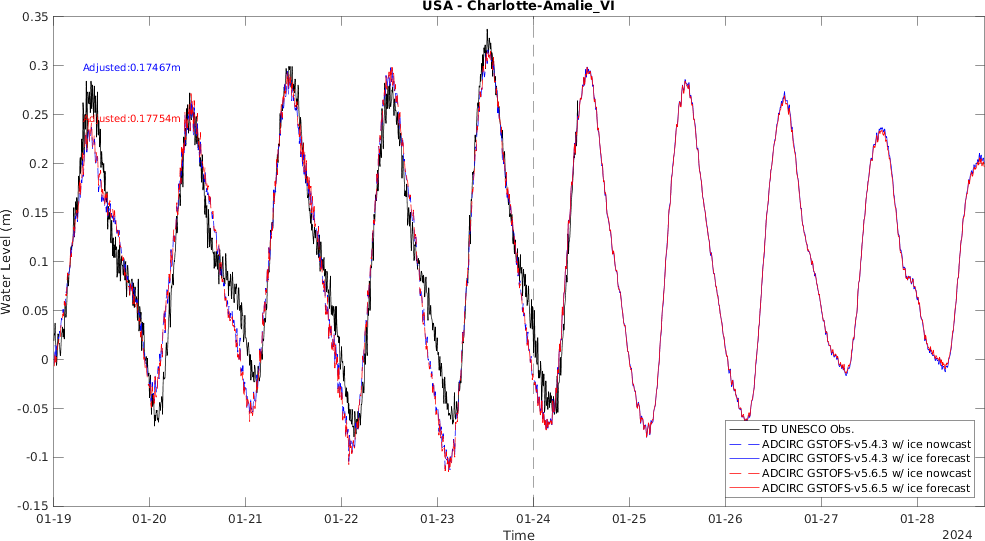 USA - Charlotte-Amalie_VI
Water Level (m)
0.35
0.3
0.25
0.2
0.15
0.1
0.05
0
-0.05
-0.1
-0.15
Adjusted:0.17467m
Adjusted:0.17754m
TD UNESCO Obs.
ADCIRC GSTOFS-v5.4.3 w/ ice nowcast
ADCIRC GSTOFS-v5.4.3 w/ ice forecast
ADCIRC GSTOFS-v5.6.5 w/ ice nowcast
ADCIRC GSTOFS-v5.6.5 w/ ice forecast
01-19 01-20 01-21 01-22 01-23 01-24 01-25 01-26 01-27 01-28
Time
2024